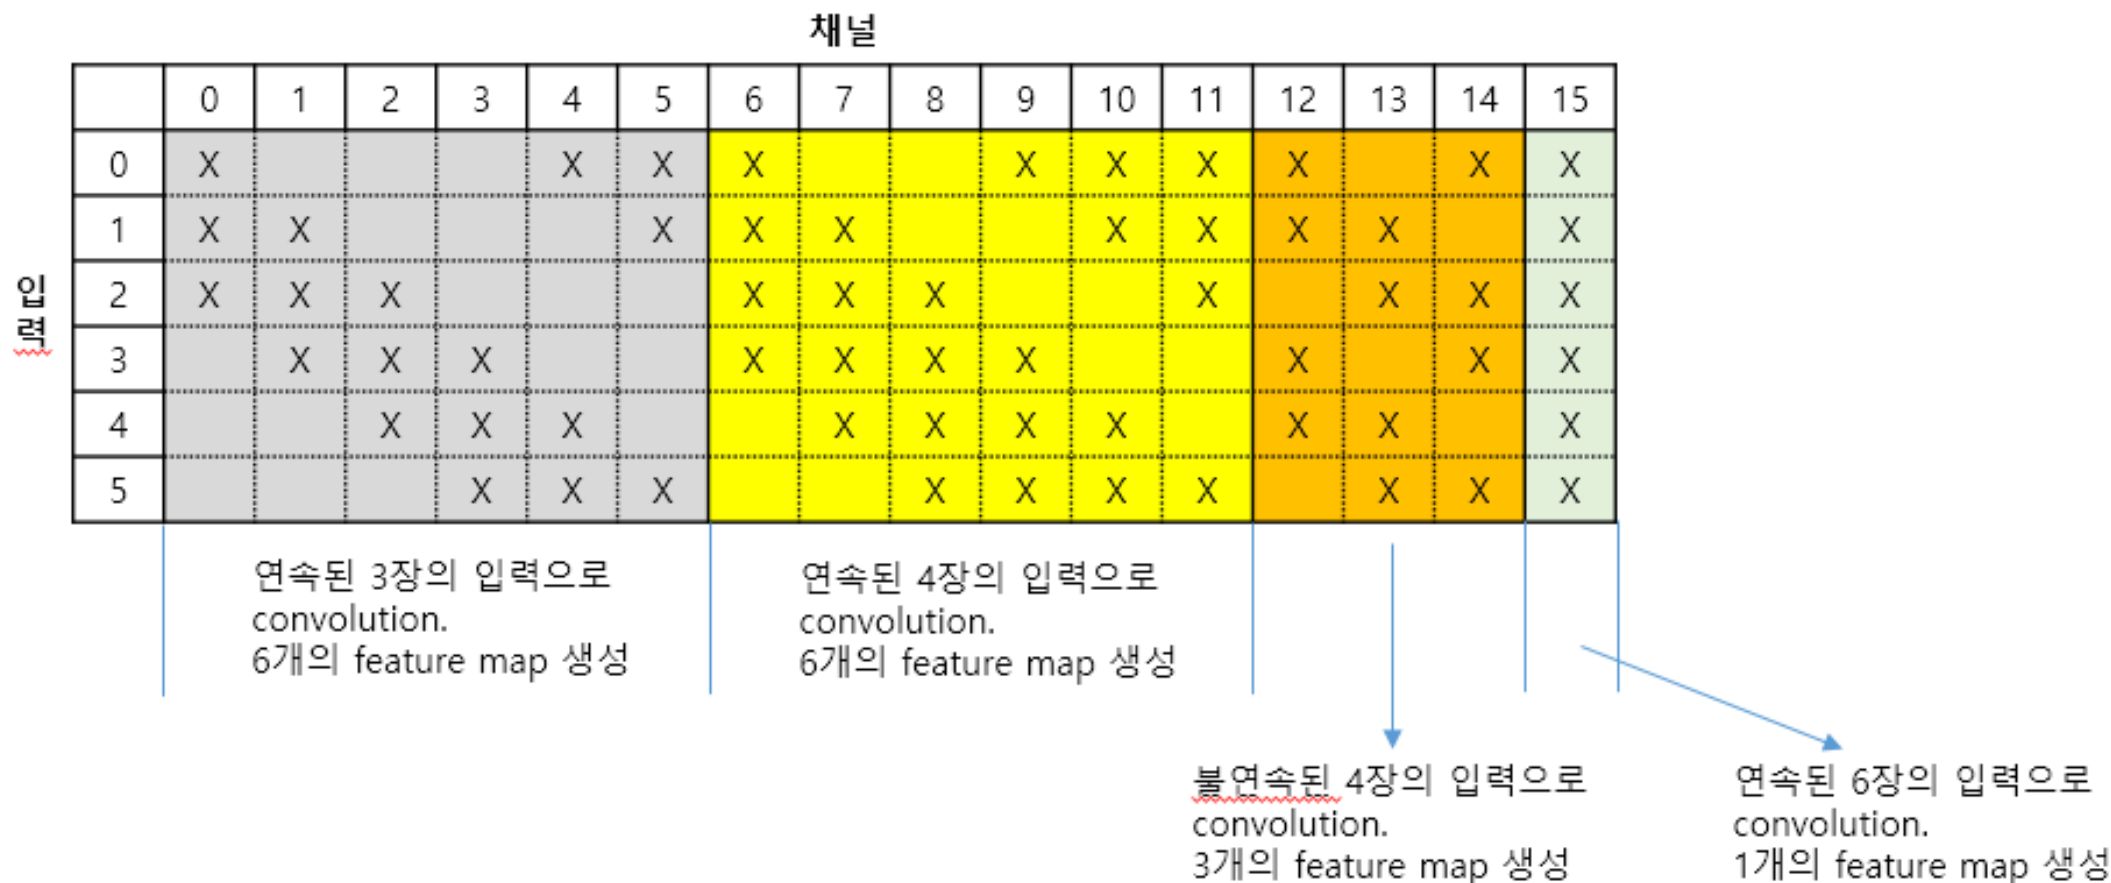 채널
0 1 2 3 4 5 6 7 8 9 10 11 12 13 14 15
0 X X X X X X X X X X
1 X X X X X X X X X X
2 X X X X X X X X X X
3 X X X X X X X X X X
4 X X X X X X X X X X
5 X X X X X X X X X X
입
력
연속된 3장의 입력으로
convolution.
6개의 feature map 생성
연속된 4장의 입력으로
convolution.
6개의 feature map 생성
불연속된 4장의 입력으로
convolution.
3개의 feature map 생성
연속된 6장의 입력으로
convolution.
1개의 feature map 생성